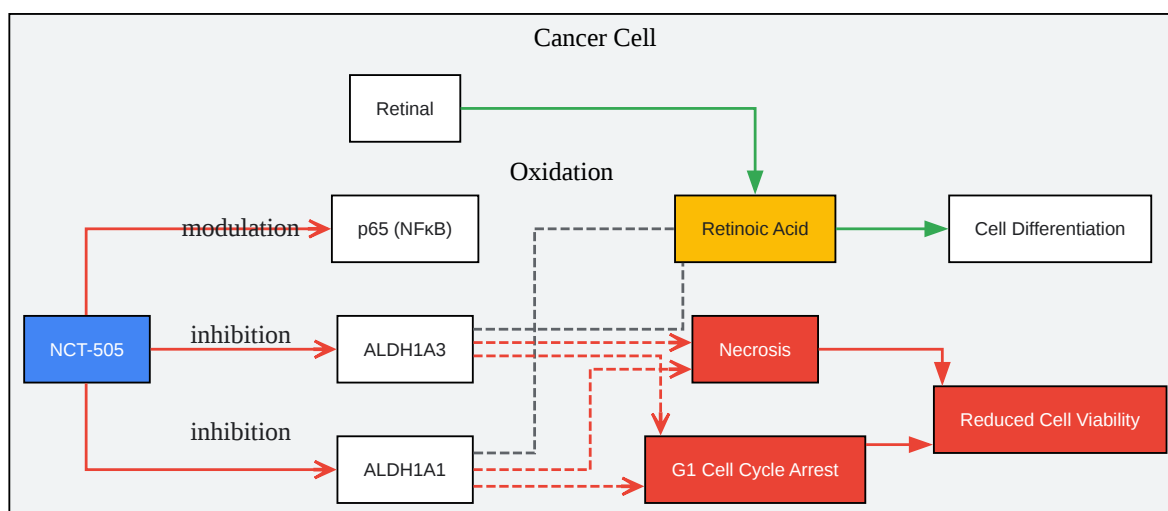 Cancer Cell
Retinal
Oxidation
modulation
p65 (NFκB)
Retinoic Acid
Cell Differentiation
NCT-505
inhibition
ALDH1A3
Necrosis
Reduced Cell Viability
inhibition
ALDH1A1
G1 Cell Cycle Arrest